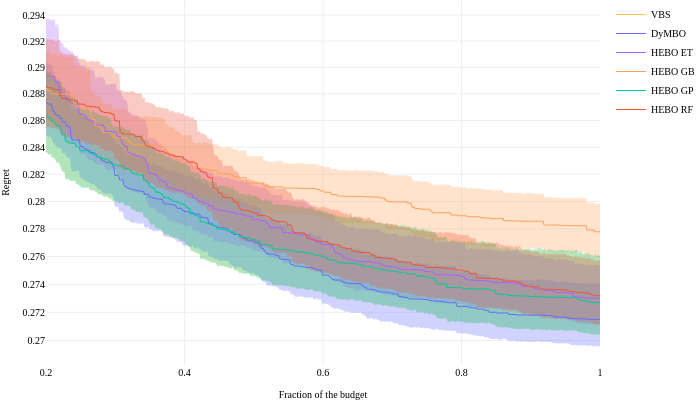 0.294
0.292
0.29
0.288
0.286
0.284
0.282
0.28
0.278
0.276
0.274
0.272
0.27
Regret
0.2
0.4
0.6
0.8
1
Fraction of the budget
VBS
DyMBO
HEBO ET
HEBO GB
HEBO GP
HEBO RF